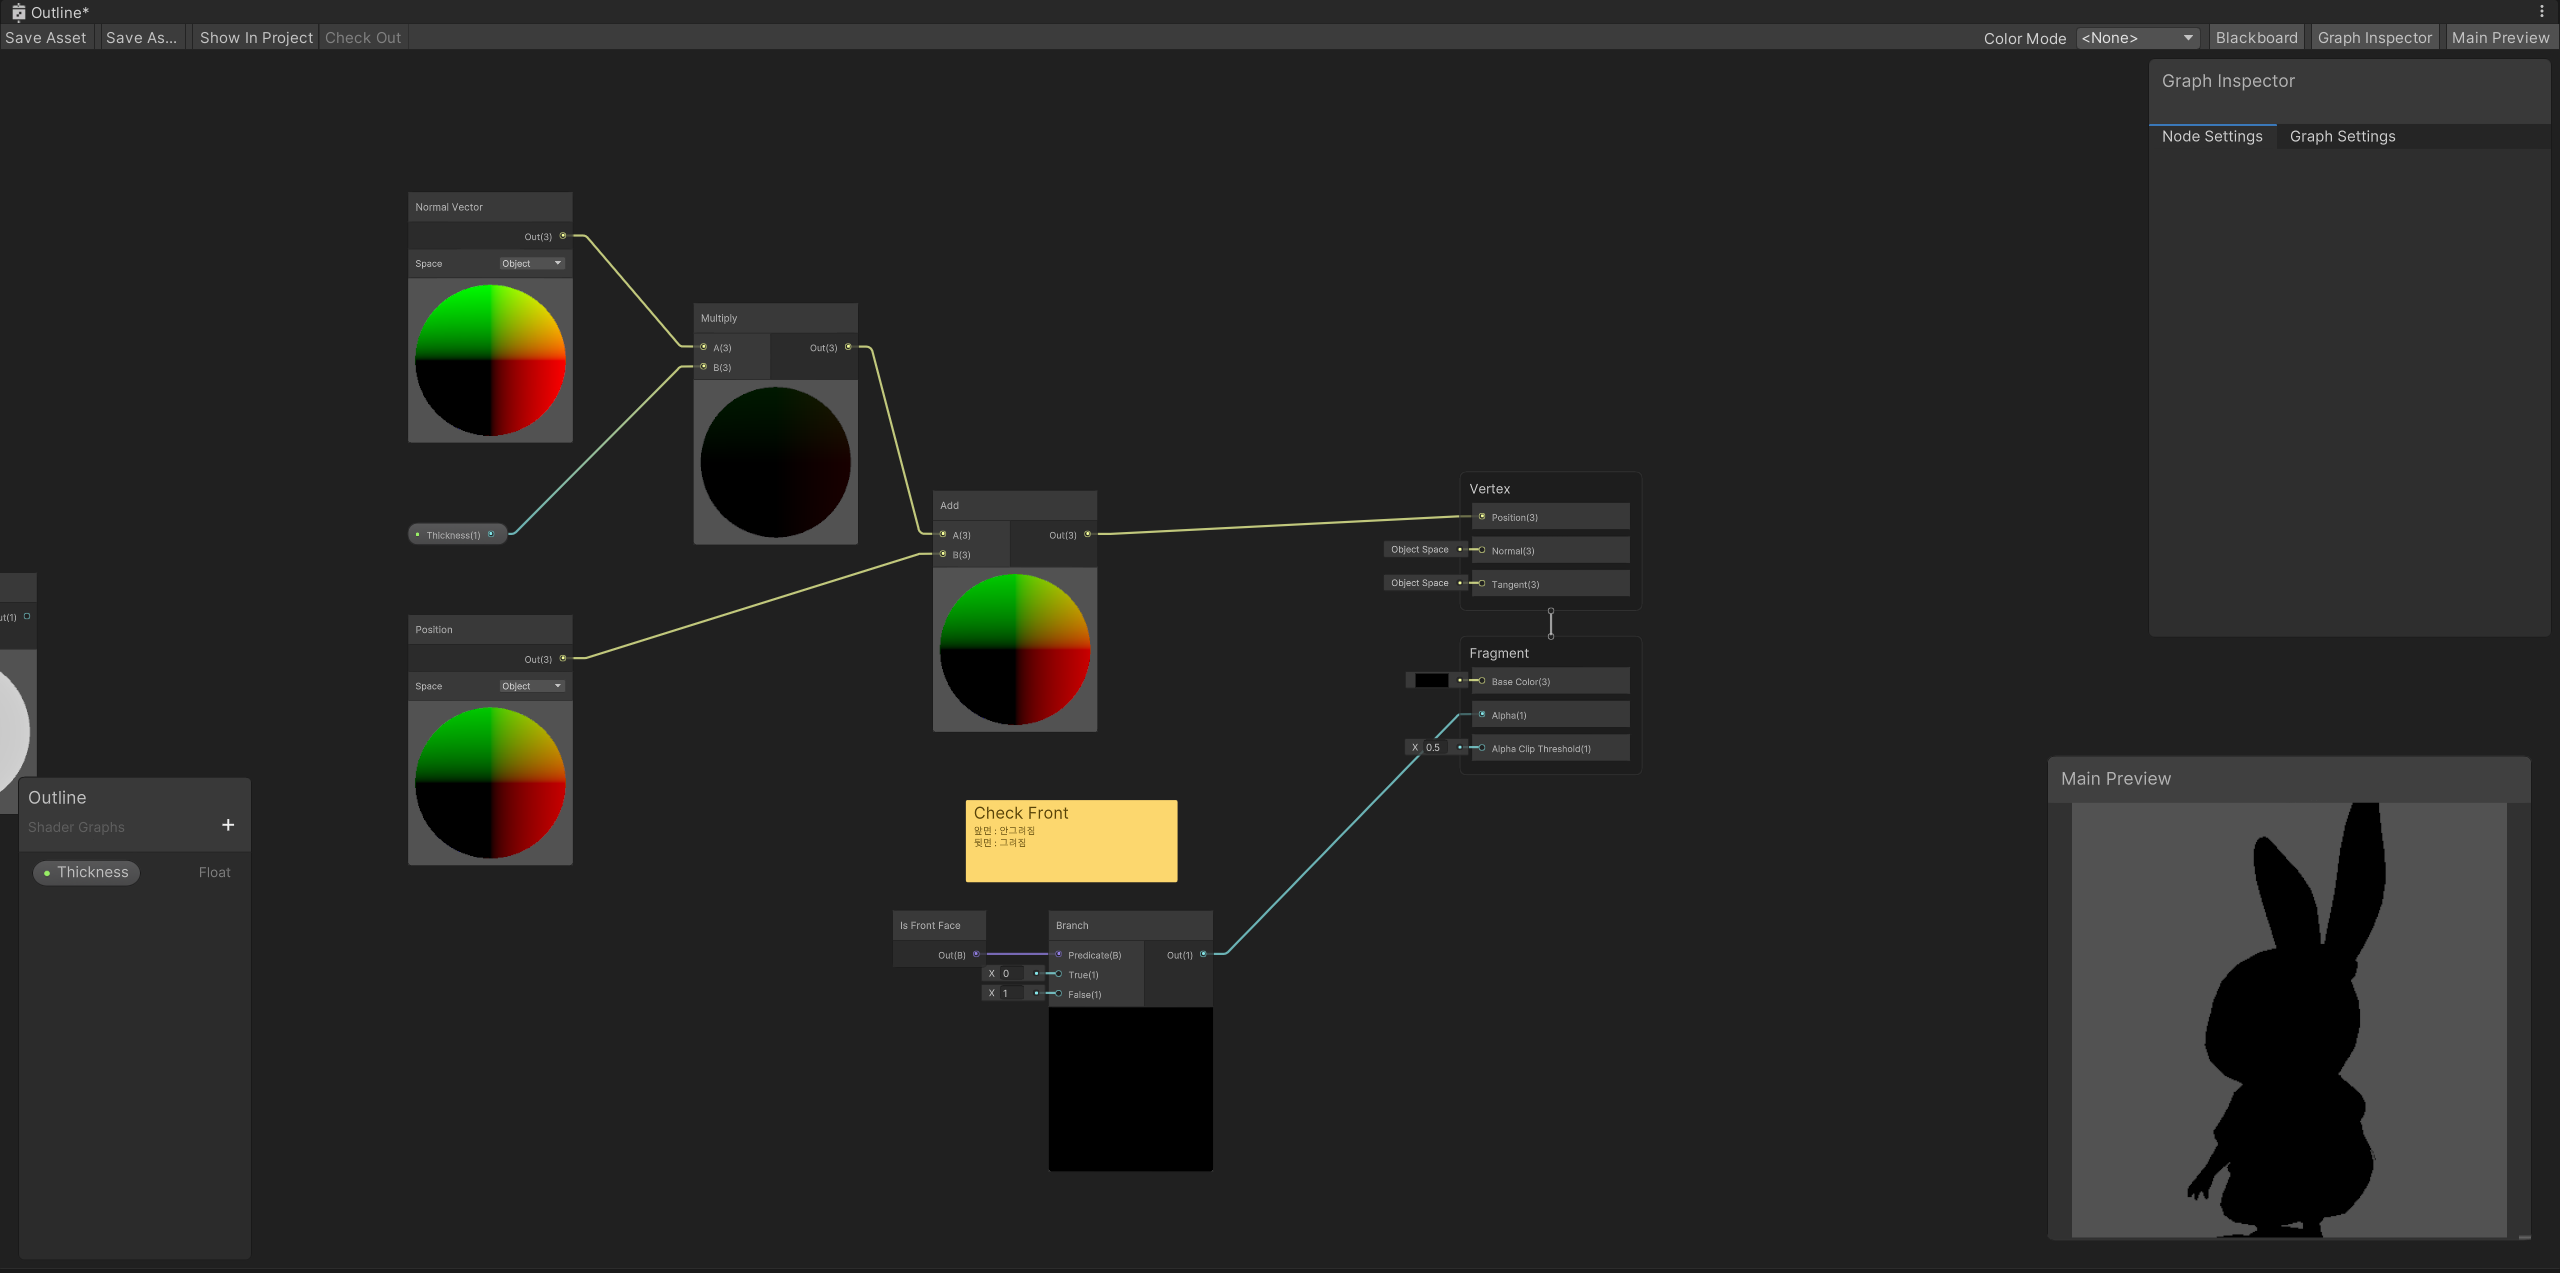 Outline*
Save Asset
Save As...
Show In Project
Check Out
Color Mode
<None>
Blackboard
Graph Inspector
Main Preview
Graph Inspector
Node Settings
Graph Settings
Normal Vector
Out(3)
Space
Object
Multiply
A(3)
Out(3)
B(3)
Thickness(1)
Add
A(3)
Out(3)
B(3)
Position
Out(3)
Space
Object
Vertex
Position(3)
Object Space
Normal(3)
Object Space
Tangent(3)
Fragment
Base Color(3)
Alpha(1)
X 0.5
Alpha Clip Threshold(1)
ut(1)
Outline
Shader Graphs
+
Thickness
Float
Check Front
앞면 : 안그려짐
뒷면 : 그려짐
Is Front Face
Out(B)
Branch
Predicate(B)
Out(1)
X 0
True(1)
X 1
False(1)
Main Preview